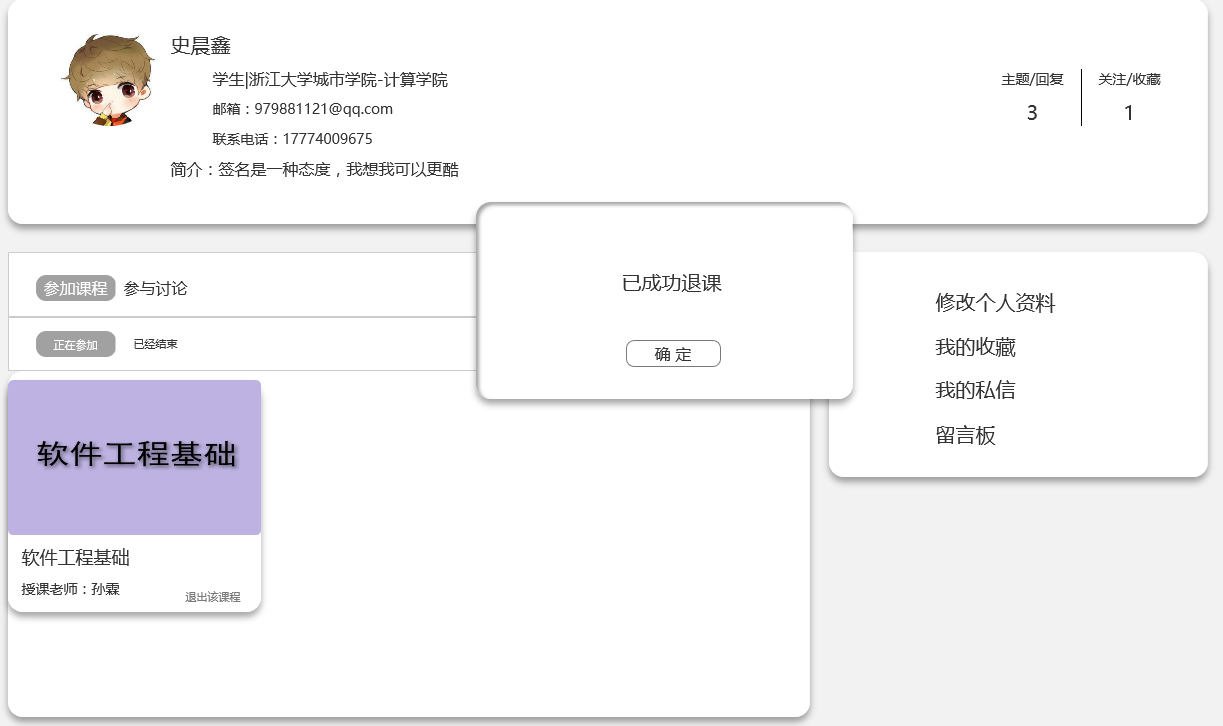 史晨鑫
学生|浙江大学城市学院-计算学院
邮箱：979881121@qq.com
联系电话：17774009675
简介：签名是一种态度，我想我可以更酷
主题/回复
3
关注/收藏
1
参加课程 参与讨论
正在参加 已经结束
已成功退课
确 定
修改个人资料
我的收藏
我的私信
留言板
软件工程基础
软件工程基础
授课老师：孙霖
退出该课程